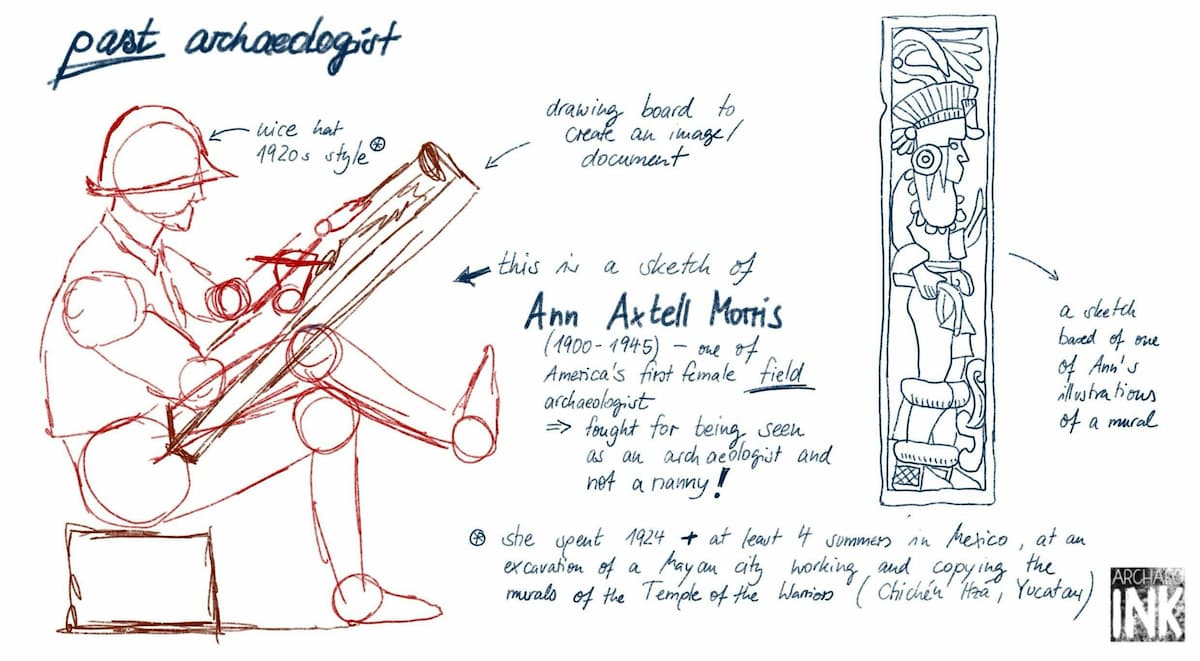 past archaeologist
nice hat
1920s style ⊛
drawing board to
create an image/
document
this is a sketch of
Ann Axtell Morris
(1900-1945) – one of
America's first female field
archaeologist
⇒ fought for being seen
as an archaeologist and
not a nanny!
a sketch
based of one
of Ann's
illustrations
of a mural
⊛ she spent 1924 + at least 4 summers in Mexico, at an
excavation of a Mayan city working and copying the
murals of the Temple of the Warriors (Chichén Itzá, Yucatan)
ARCHAEO
INK